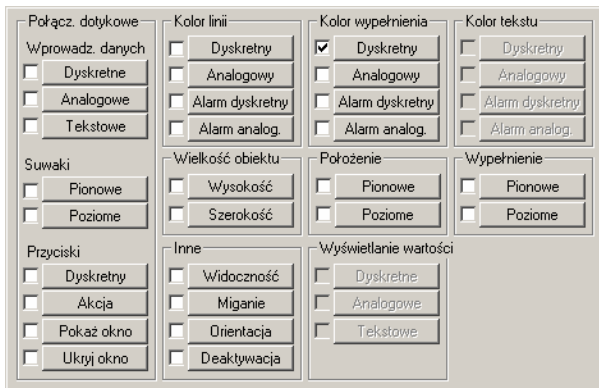 Połącz. dotykowe
Wprowadz. danych
Dyskretne
Analogowe
Tekstowe
Suwaki
Pionowe
Poziome
Przyciski
Dyskretny
Akcja
Pokaż okno
Ukryj okno
Kolor linii
Dyskretny
Analogowy
Alarm dyskretny
Alarm analog.
Kolor wypełnienia
Dyskretny
Analogowy
Alarm dyskretny
Alarm analog.
Kolor tekstu
Dyskretny
Analogowy
Alarm dyskretny
Alarm analog.
Wielkość obiektu
Wysokość
Szerokość
Położenie
Pionowe
Poziome
Wypełnienie
Pionowe
Poziome
Inne
Widoczność
Miganie
Orientacja
Deaktywacja
Wyświetlanie wartości
Dyskretne
Analogowe
Tekstowe